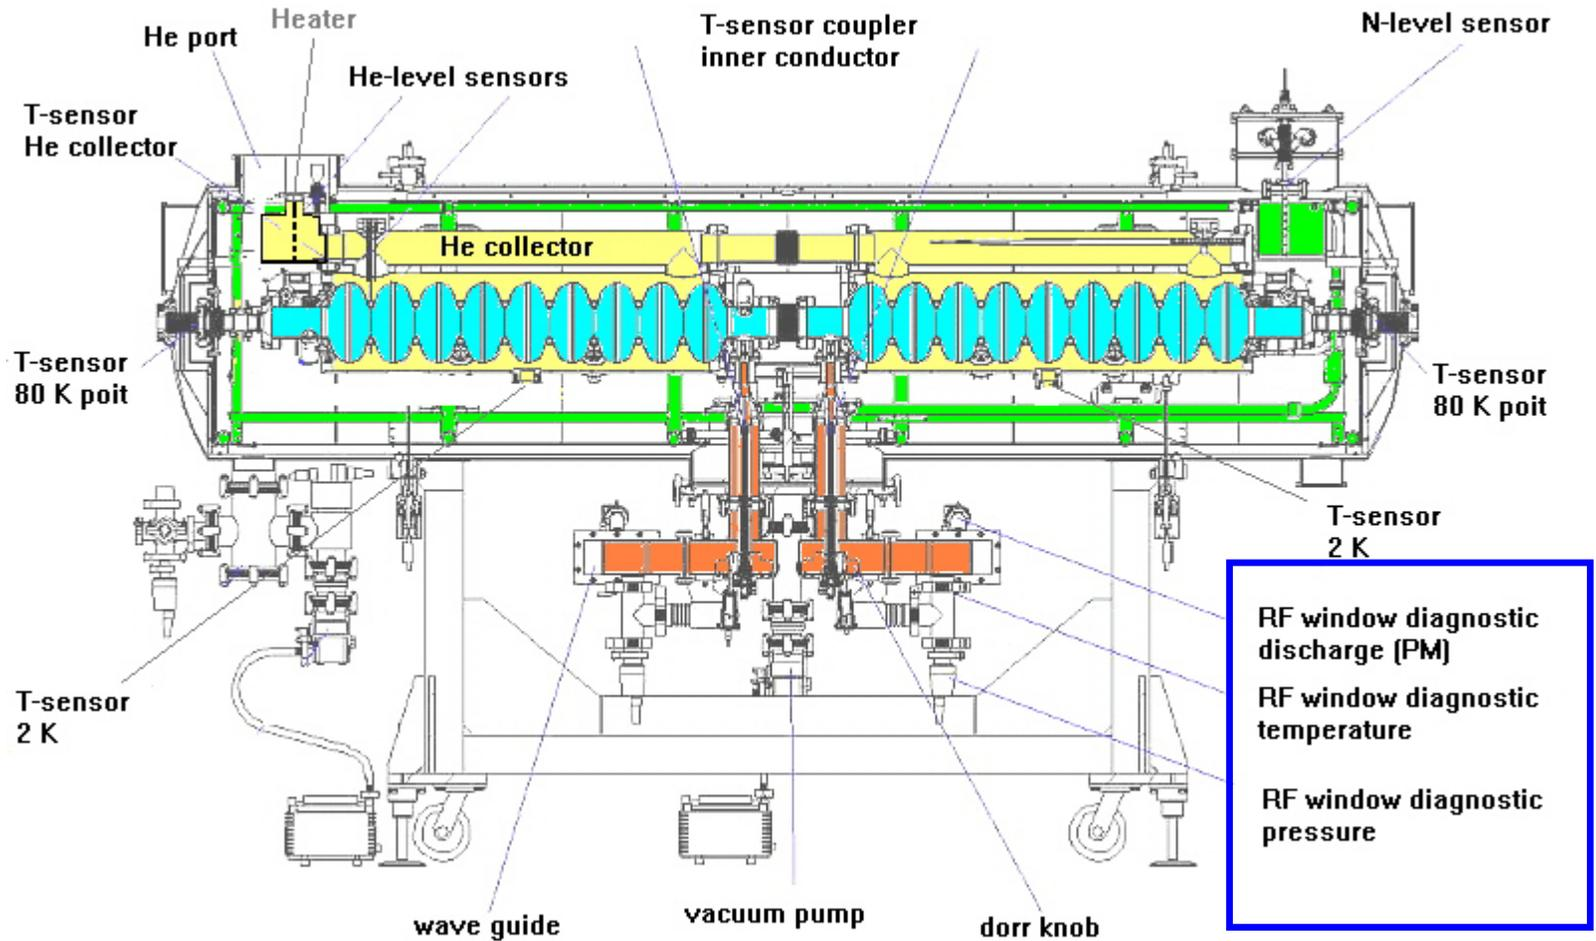 Heater
He port
T-sensor coupler
inner conductor
N-level sensor
He-level sensors
T-sensor
He collector
He collector
T-sensor
80 K poit
T-sensor
80 K poit
T-sensor
2 K
RF window diagnostic
discharge (PM)
RF window diagnostic
temperature
RF window diagnostic
pressure
T-sensor
2 K
wave guide
vacuum pump
dorr knob